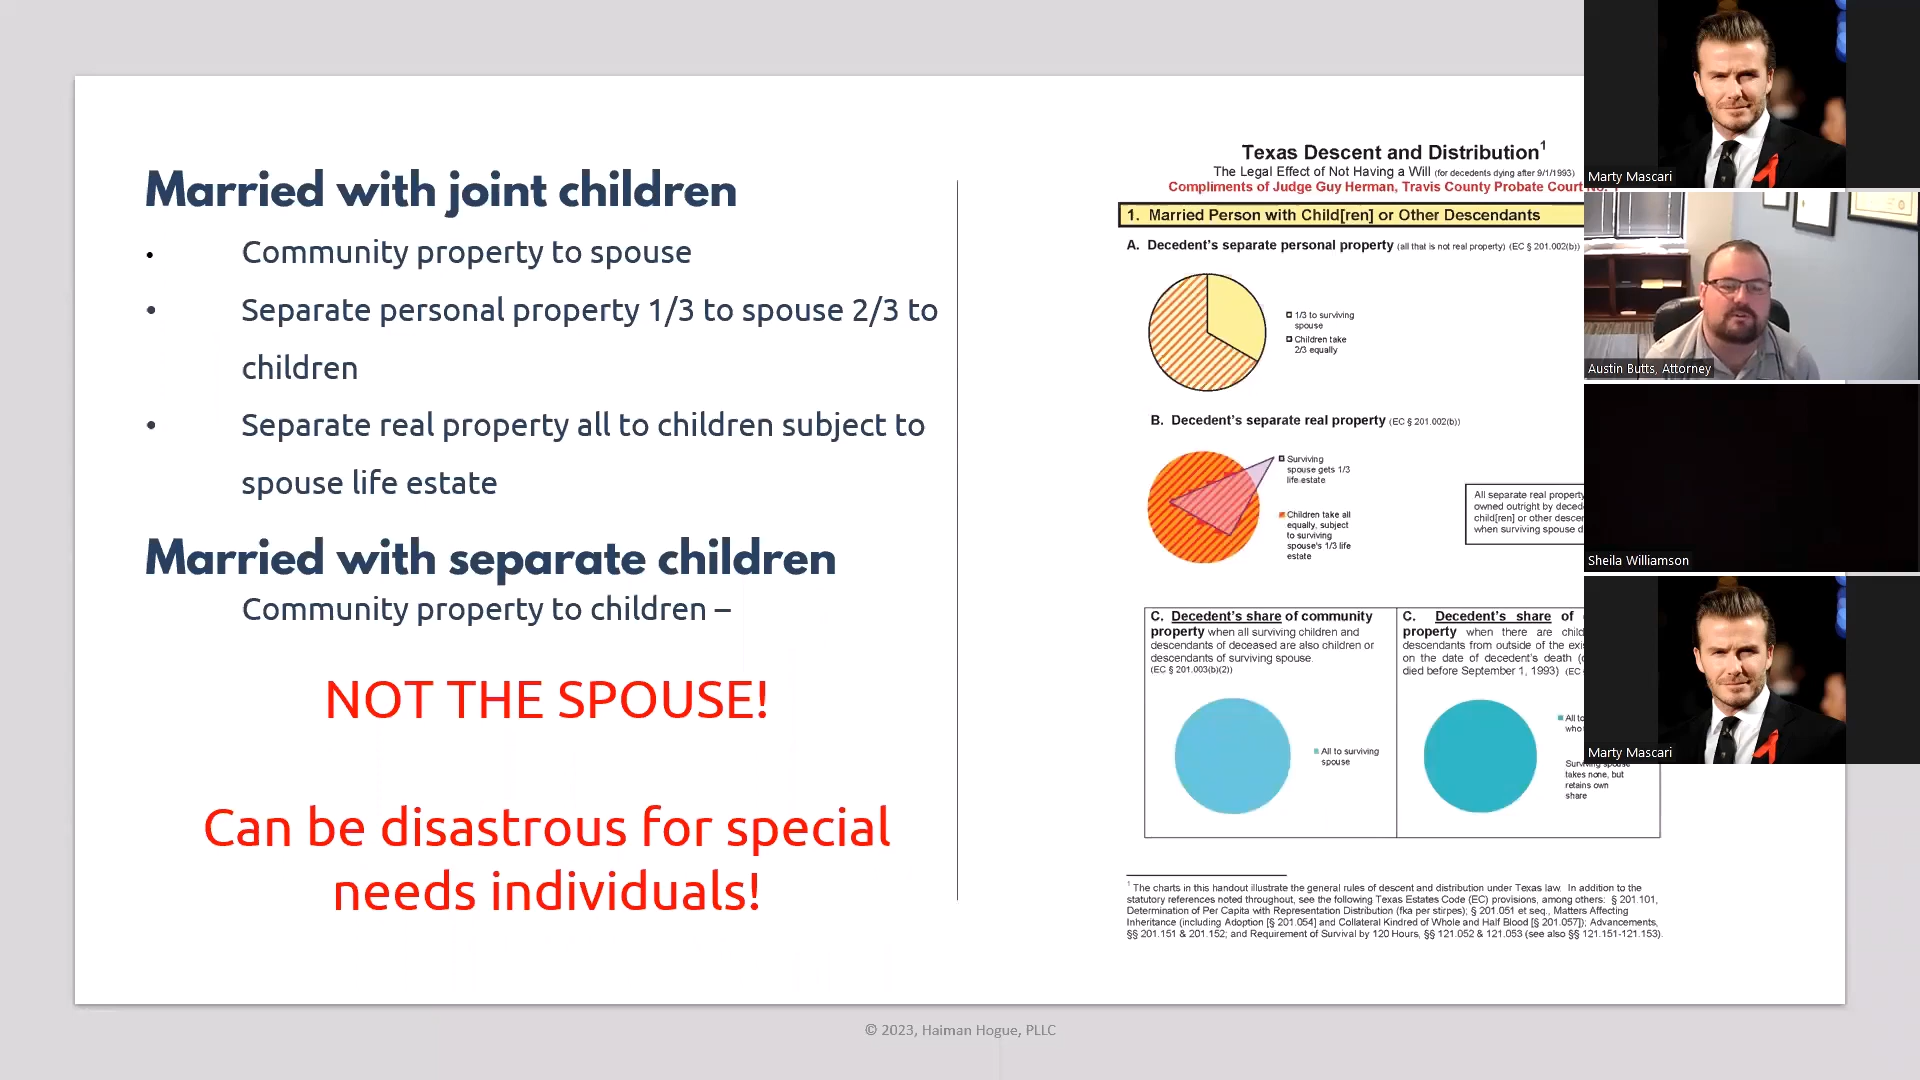 Married with joint children
• Community property to spouse
• Separate personal property 1/3 to spouse 2/3 to
children
• Separate real property all to children subject to
spouse life estate
Married with separate children
Community property to children –
NOT THE SPOUSE!
Can be disastrous for special
needs individuals!
Texas Descent and Distribution1
The Legal Effect of Not Having a Will (for decedents dying after 9/1/1993)
Compliments of Judge Guy Herman, Travis County Probate Court No. 1
1. Married Person with Child[ren] or Other Descendants
A. Decedent's separate personal property (all that is not real property) (EC § 201.002(b))
1/3 to surviving
spouse
Children take
2/3 equally
B. Decedent's separate real property (EC § 201.002(b))
Surviving
spouse gets 1/3
life estate
Children take all
equally, subject
to surviving
spouse's 1/3 life
estate
All separate real property
owned outright by
child[ren] or other
when surviving spouse
C. Decedent's share of community
property when all surviving children and
descendants of deceased are also children or
descendants of surviving spouse.
(EC § 201.003(b)(2))
All to surviving
spouse
C. Decedent's share of
property when there are
descendants from outside of the
on the date of decedent's death
died before September 1, 1993) (EC
All
Surviving spouse
takes none, but
retains own
share
1 The charts in this handout illustrate the general rules of descent and distribution under Texas law. In addition to the
statutory references noted throughout, see the following Texas Estates Code (EC) provisions, among others: § 201.101,
Determination of Per Capita with Representation Distribution (fka per stirpes); § 201.051 et seq., Matters Affecting
Inheritance (including Adoption [§ 201.054] and Collateral Kindred of Whole and Half Blood [§ 201.057]); Advancements,
§§ 201.151 & 201.152; and Requirement of Survival by 120 Hours, §§ 121.052 & 121.053 (see also §§ 121.151-121.153).
© 2023, Haiman Hogue, PLLC
Marty Mascari
Austin Butts, Attorney
Sheila Williamson
Marty Mascari